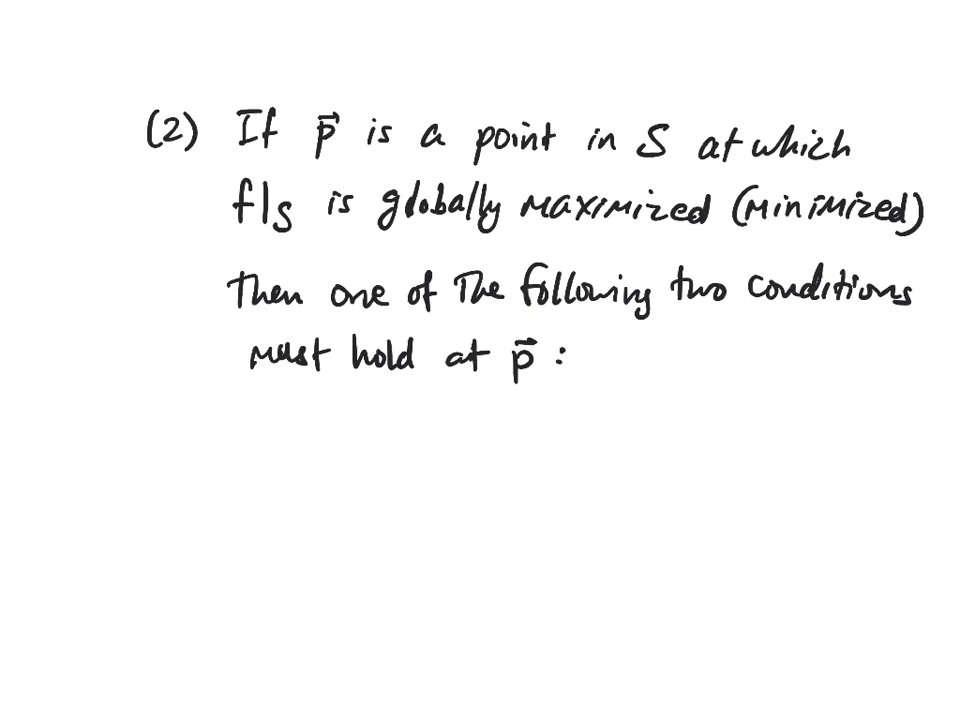 (2) If p⃗ is a point in S at which
f|s is globally maximized (minimized)
Then one of The following two conditions
must hold at p⃗ :